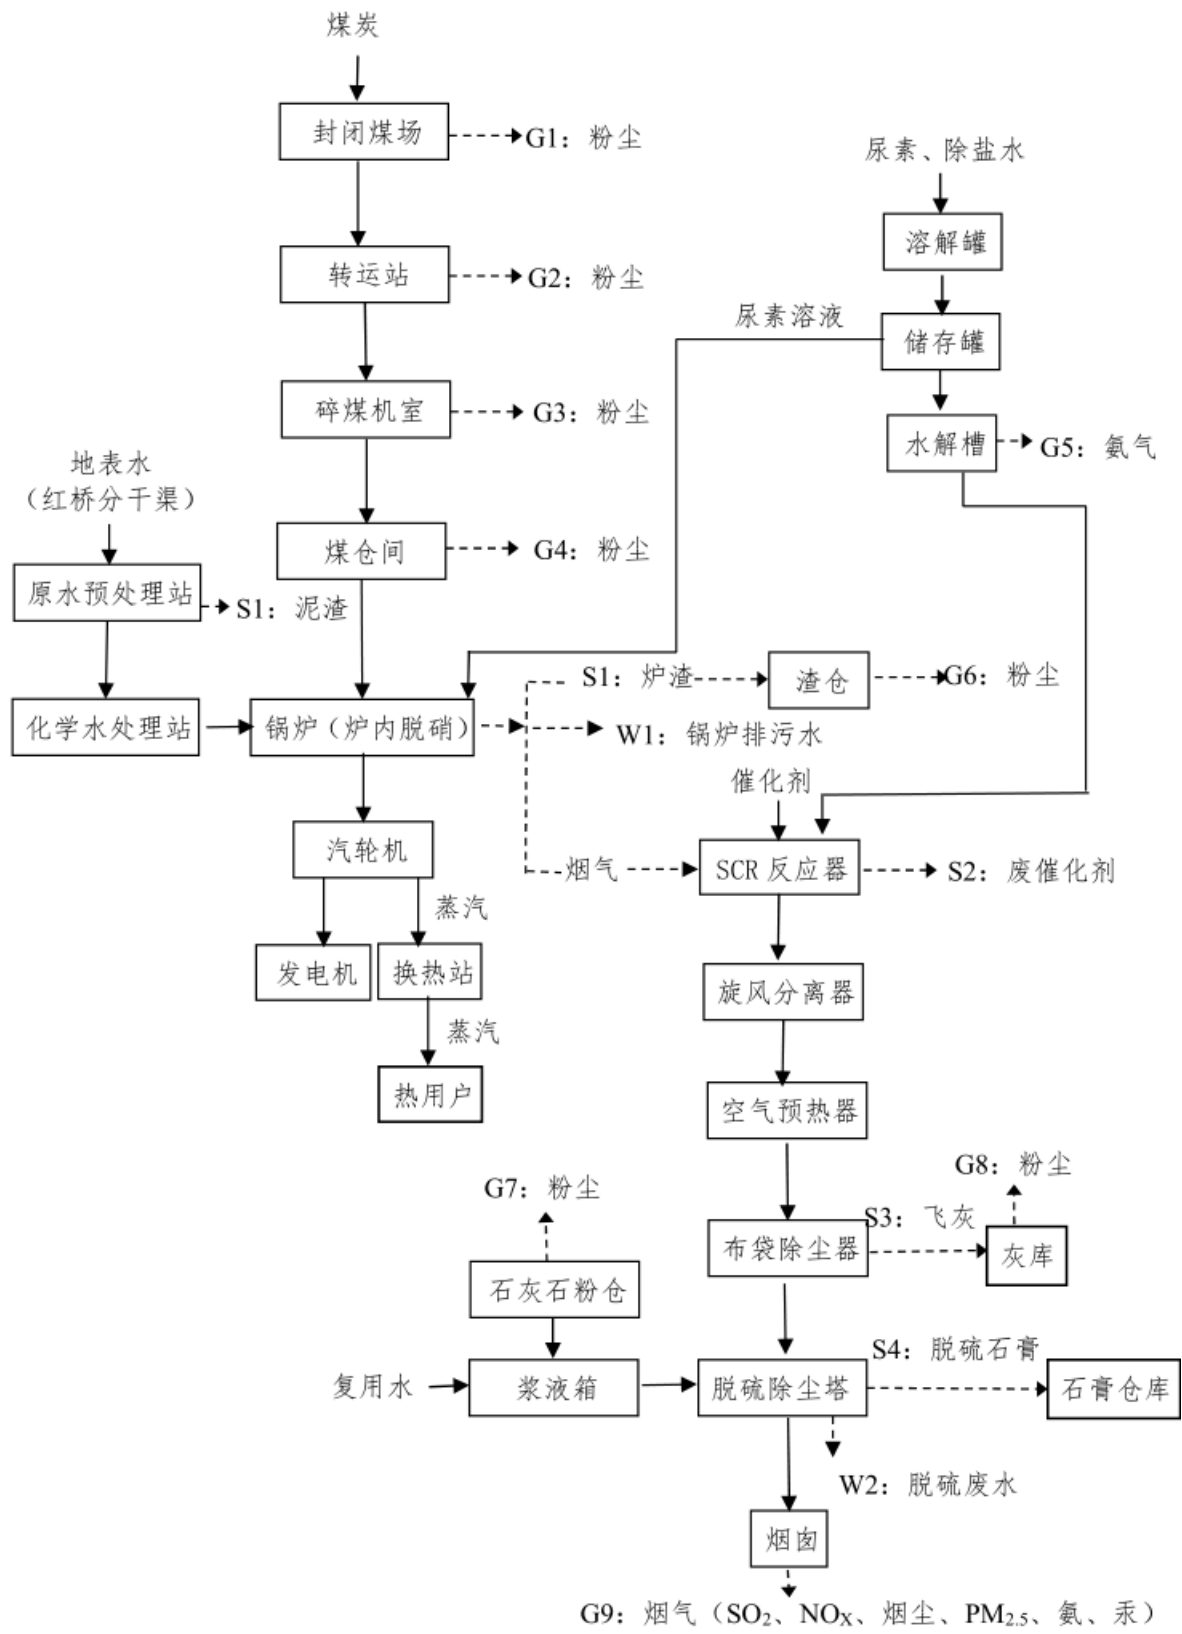 煤炭
封闭煤场
G1：粉尘
尿素、除盐水
溶解罐
转运站
G2：粉尘
尿素溶液
储存罐
碎煤机室
G3：粉尘
水解槽
G5：氨气
地表水
（红桥分干渠）
煤仓间
G4：粉尘
原水预处理站
S1：泥渣
S1：炉渣
渣仓
G6：粉尘
化学水处理站
锅炉（炉内脱硝）
W1：锅炉排污水
催化剂
汽轮机
烟气
SCR 反应器
S2：废催化剂
蒸汽
发电机
换热站
旋风分离器
蒸汽
热用户
空气预热器
G8：粉尘
G7：粉尘
S3：飞灰
布袋除尘器
灰库
石灰石粉仓
S4：脱硫石膏
复用水
浆液箱
脱硫除尘塔
石膏仓库
W2：脱硫废水
烟囱
G9：烟气（SO₂、NOX、烟尘、PM₂.₅、氨、汞）